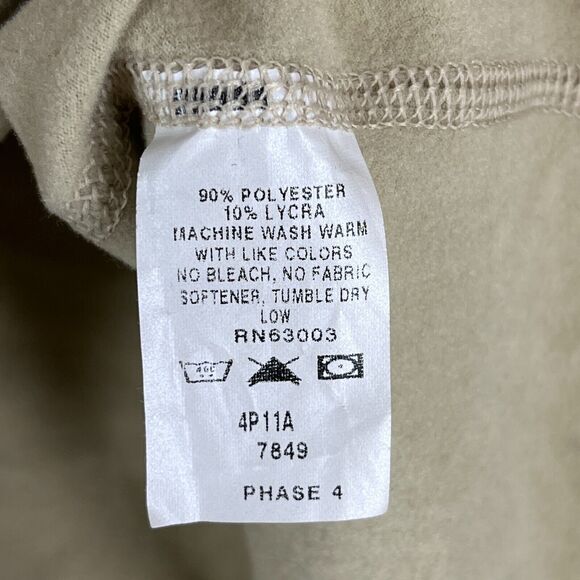 90% POLYESTER
10% LYCRA
MACHINE WASH WARM
WITH LIKE COLORS
NO BLEACH, NO FABRIC
SOFTENER, TUMBLE DRY
LOW
RN63003
4P11A
7849
PHASE 4